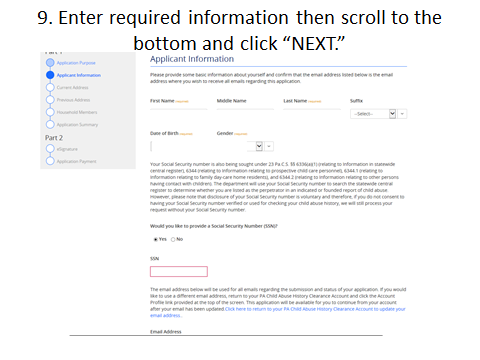 9. Enter required information then scroll to the
bottom and click “NEXT.”
Part 1
Application Purpose
Applicant Information
Current Address
Previous Address
Household Members
Application Summary
Part 2
eSignature
Application Payment
Applicant Information
Please provide some basic information about yourself and confirm that the email address listed below is the email
address where you wish to receive all emails regarding this application.
First Name required Middle Name Last Name required Suffix
--Select--
Date of Birth required Gender required
Your Social Security number is also being sought under 23 Pa.C.S. §§ 6336(a)(1) (relating to information in statewide
central register), 6344 (relating to information relating to prospective child care personnel), 6344.1 (relating to
information relating to family day-care home residents), and 6344.2 (relating to information relating to other persons
having contact with children). The department will use your Social Security number to search the statewide central
register to determine whether you are listed as the perpetrator in an indicated or founded report of child abuse.
However, please note that disclosure of your Social Security number is voluntary and therefore, if you do not consent to
having your Social Security number verified or used for checking your child abuse history, we will still process your
request without your Social Security number.
Would you like to provide a Social Security Number (SSN)?
Yes No
SSN
The email address below will be used for all emails regarding the submission and status of your application. If you would
like to use a different email address, return to your PA Child Abuse History Clearance Account and click the Account
Profile link provided at the top of the screen. This application will be available for you to continue from your account
after your email has been updated.Click here to return to your PA Child Abuse History Clearance Account to update your
email address.
Email Address